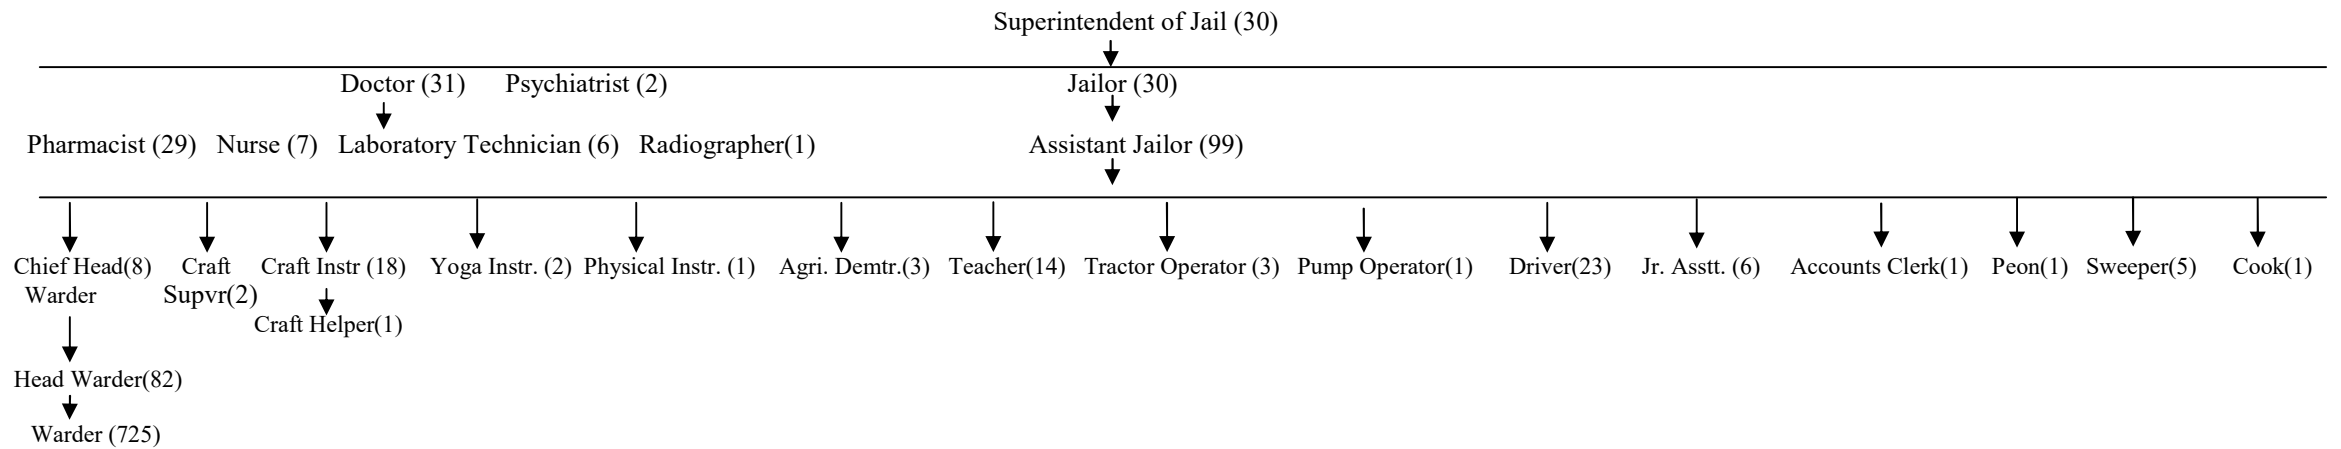 Superintendent of Jail (30)
Doctor (31) Psychiatrist (2) Jailor (30)
Pharmacist (29) Nurse (7) Laboratory Technician (6) Radiographer(1) Assistant Jailor (99)
Chief Head(8) Craft Craft Instr (18) Yoga Instr. (2) Physical Instr. (1) Agri. Demtr.(3) Teacher(14) Tractor Operator (3) Pump Operator(1) Driver(23) Jr. Asstt. (6) Accounts Clerk(1) Peon(1) Sweeper(5) Cook(1)
Warder Supvr(2)
Craft Helper(1)
Head Warder(82)
Warder (725)